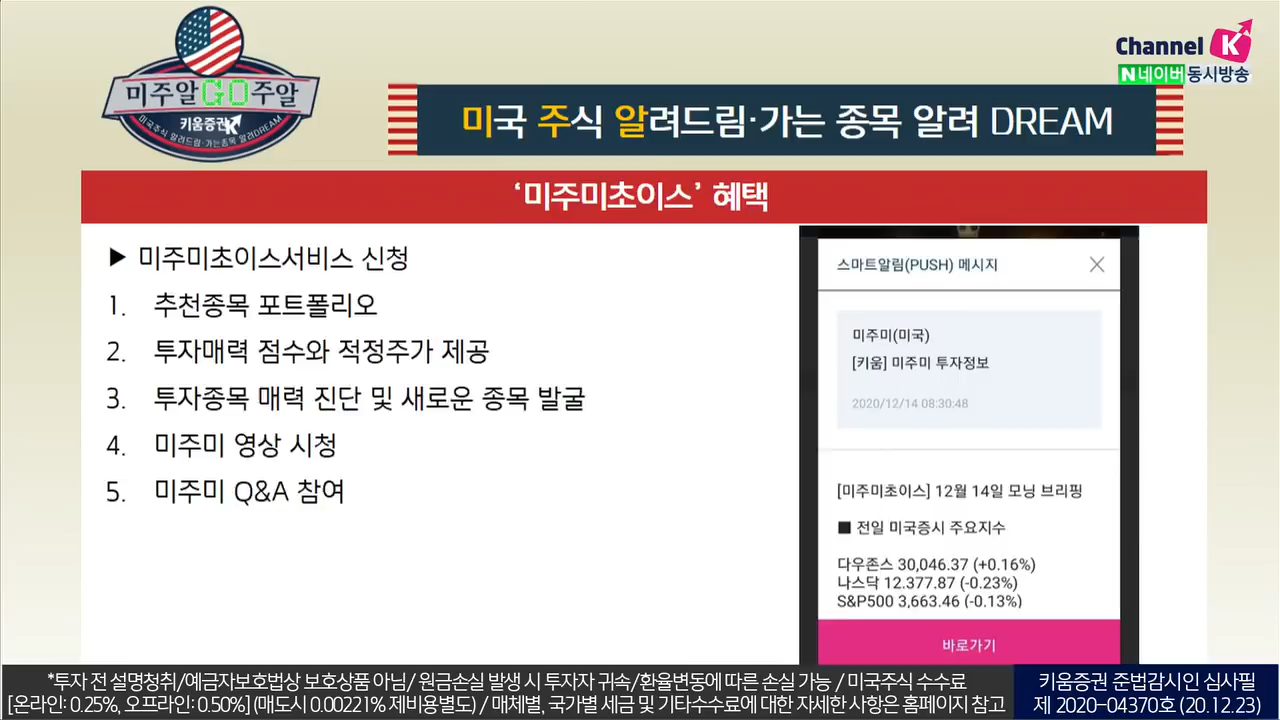 미주알GO주알
키움증권
미국주식 알려드림·가는종목 알려DREAM
Channel K
N 네이버 동시방송
미국 주식 알려드림·가는 종목 알려 DREAM
‘미주미초이스’ 혜택
▶ 미주미초이스서비스 신청
1. 추천종목 포트폴리오
2. 투자매력 점수와 적정주가 제공
3. 투자종목 매력 진단 및 새로운 종목 발굴
4. 미주미 영상 시청
5. 미주미 Q&A 참여
스마트알림(PUSH) 메시지
미주미(미국)
[키움] 미주미 투자정보
2020/12/14 08:30:48
[미주미초이스] 12월 14일 모닝 브리핑
■ 전일 미국증시 주요지수
다우존스 30,046.37 (+0.16%)
나스닥 12.377.87 (-0.23%)
S&P500 3,663.46 (-0.13%)
바로가기
*투자 전 설명청취/예금자보호법상 보호상품 아님/ 원금손실 발생 시 투자자 귀속/환율변동에 따른 손실 가능 / 미국주식 수수료
[온라인: 0.25%, 오프라인: 0.50%] (매도시 0.00221% 제비용별도) / 매체별, 국가별 세금 및 기타수수료에 대한 자세한 사항은 홈페이지 참고
키움증권 준법감시인 심사필
제 2020-04370호 (20.12.23)